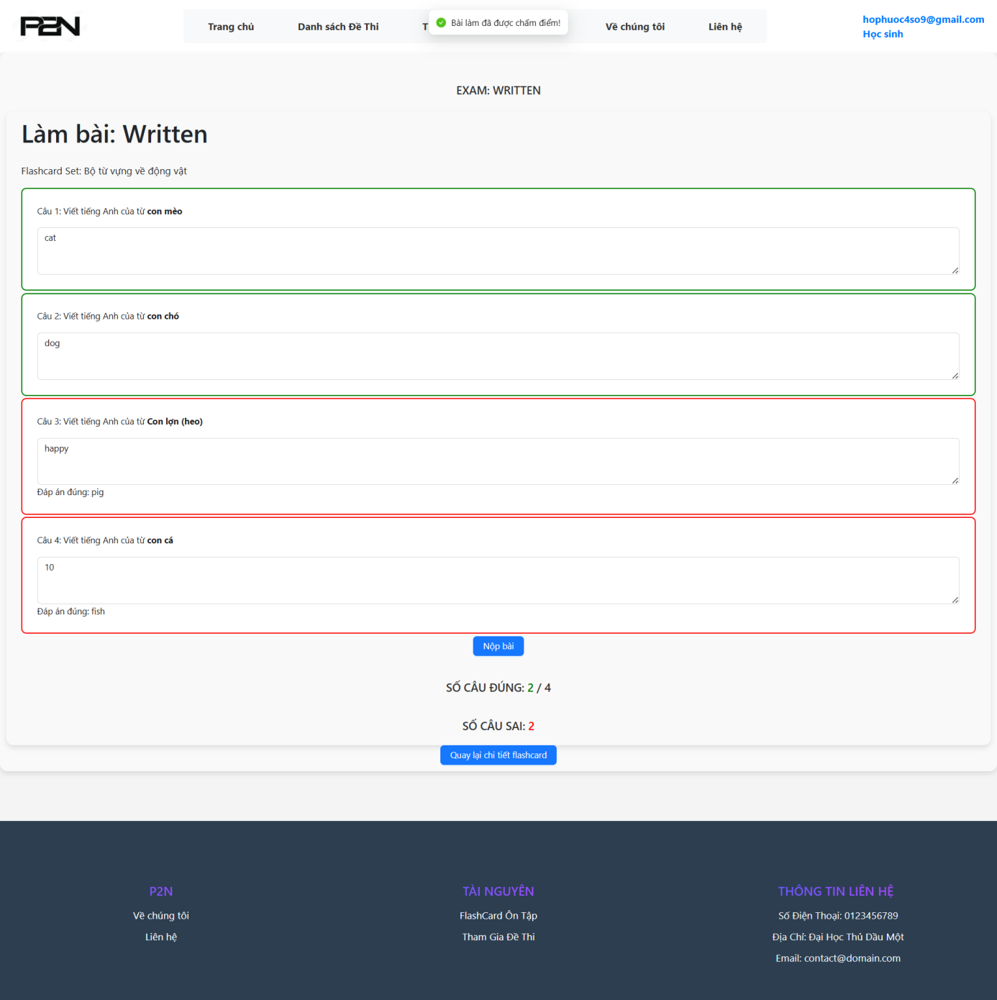 P2N
Trang chủ
Danh sách Đề Thi
T
Bài làm đã được chấm điểm!
Về chúng tôi
Liên hệ
hophuoc4so9@gmail.com
Học sinh
EXAM: WRITTEN
Làm bài: Written
Flashcard Set: Bộ từ vựng về động vật
Câu 1: Viết tiếng Anh của từ con mèo
cat
Câu 2: Viết tiếng Anh của từ con chó
dog
Câu 3: Viết tiếng Anh của từ Con lợn (heo)
happy
Đáp án đúng: pig
Câu 4: Viết tiếng Anh của từ con cá
10
Đáp án đúng: fish
Nộp bài
SỐ CÂU ĐÚNG: 2 / 4
SỐ CÂU SAI: 2
Quay lại chi tiết flashcard
P2N
Về chúng tôi
Liên hệ
TÀI NGUYÊN
FlashCard Ôn Tập
Tham Gia Đề Thi
THÔNG TIN LIÊN HỆ
Số Điện Thoại: 0123456789
Địa Chỉ: Đại Học Thủ Dầu Một
Email: contact@domain.com